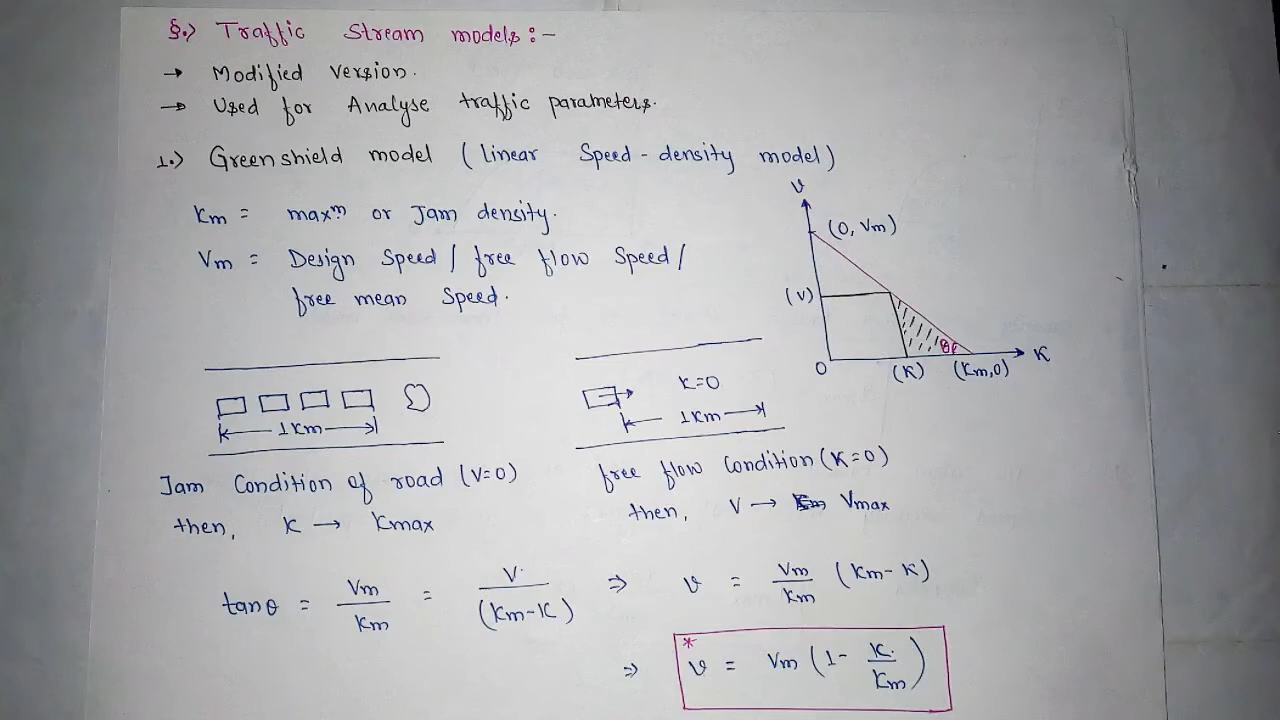 §.) Traffic Stream models :-
→ Modified version.
→ Used for Analyse traffic parameters.
1.) Greenshield model ( linear Speed - density model )
Km = maxᵐ or Jam density.
Vm = Design Speed / free flow Speed /
free mean Speed.
V
(0, Vm)
(V)
θ
0
(K)
(Km,0)
K
1km
K=0
1km
Jam Condition of road (V=0)
then, K → Kmax
free flow Condition (K=0)
then, V → Vmax
tanθ = Vm/Km = V/(Km-K) ⇒ V = Vm/Km (Km-K)
⇒ * V = Vm (1 - K/Km)